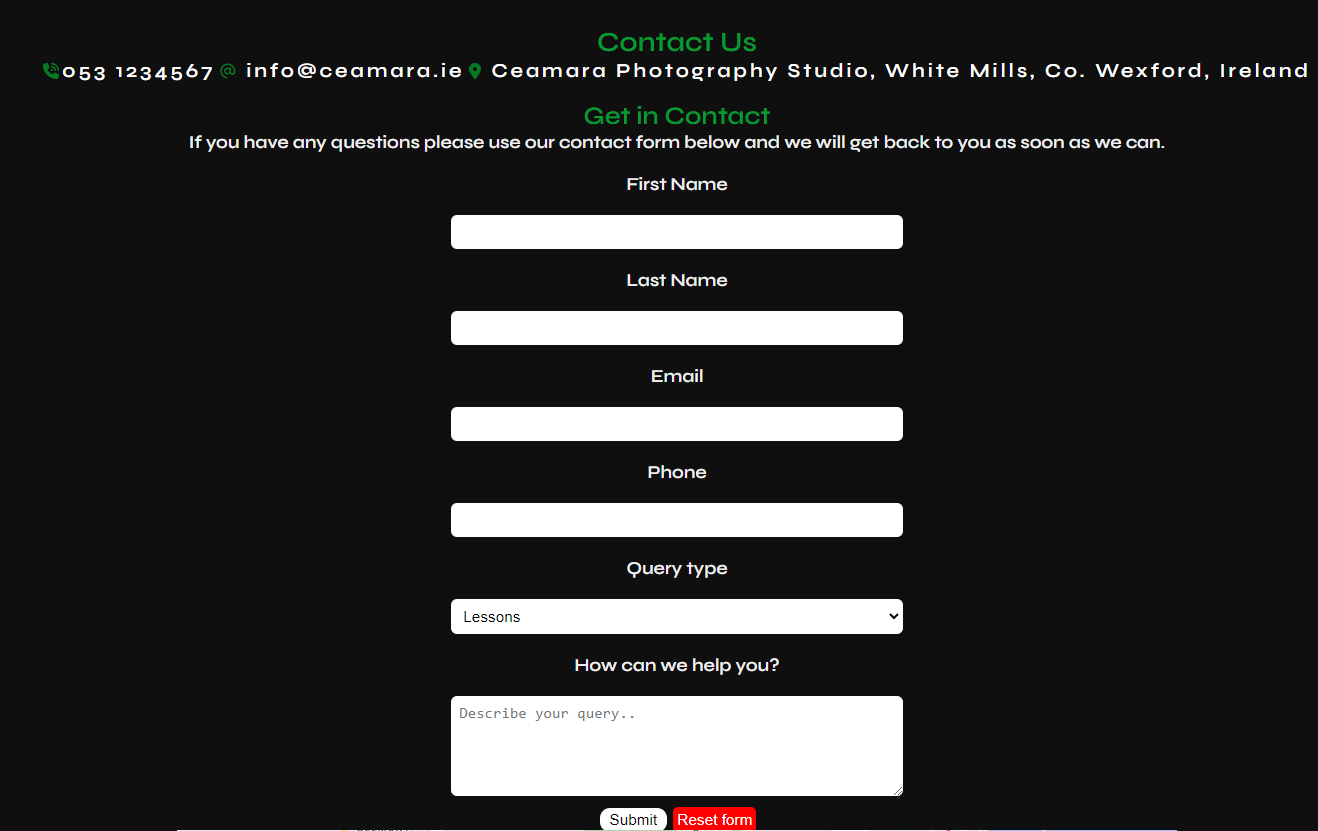 Contact Us
053 1234567 @ info@ceamara.ie Ceamara Photography Studio, White Mills, Co. Wexford, Ireland
Get in Contact
If you have any questions please use our contact form below and we will get back to you as soon as we can.
First Name
Last Name
Email
Phone
Query type
Lessons
How can we help you?
Describe your query..
Submit Reset form